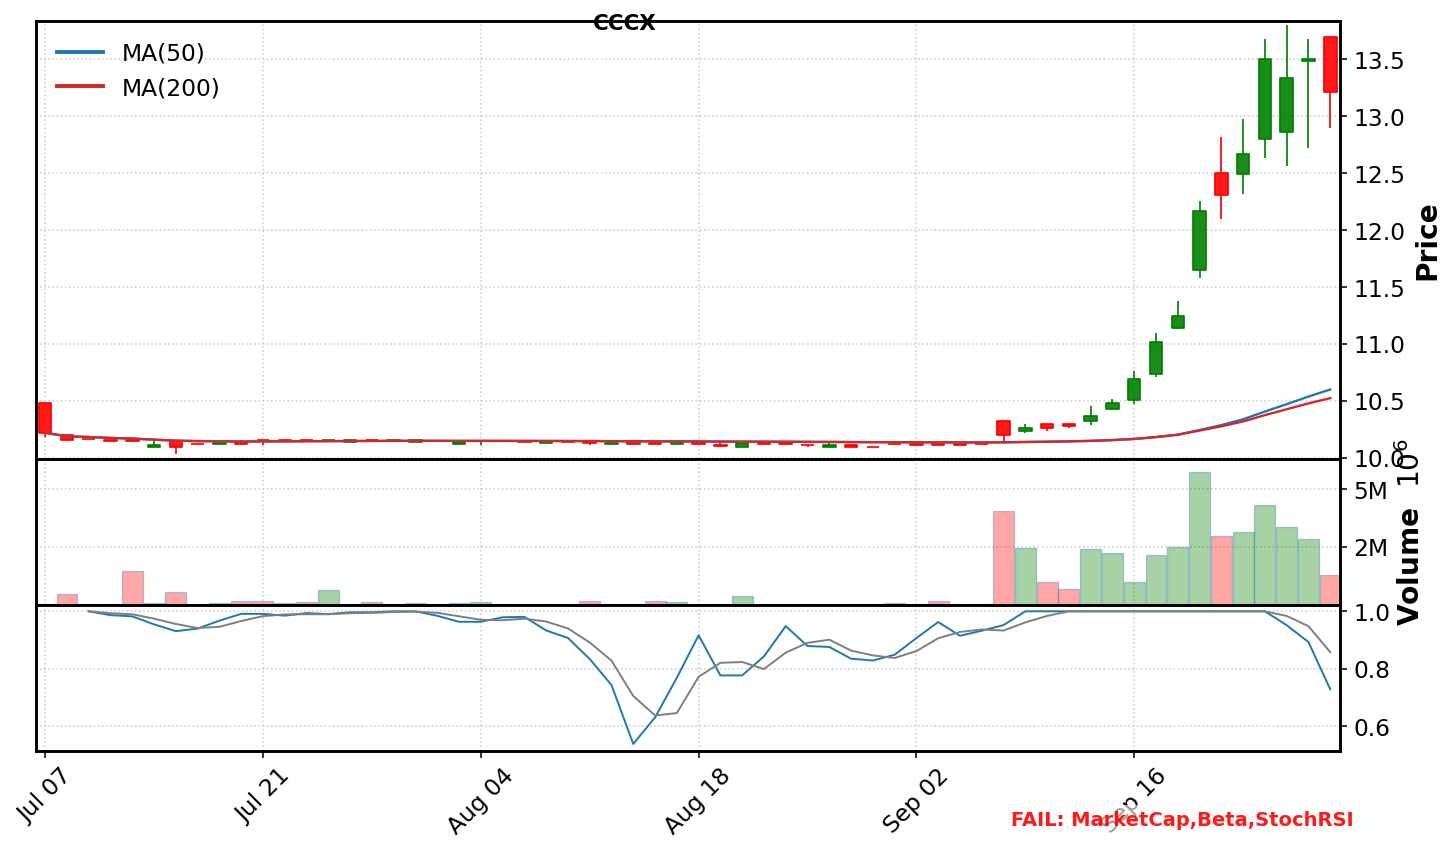 CCCX
MA(50)
MA(200)
13.5
13.0
12.5
12.0
11.5
11.0
10.5
10.0
Price
10^6
5M
2M
Volume
1.0
0.8
0.6
Jul 07
Jul 21
Aug 04
Aug 18
Sep 02
Sep 16
FAIL: MarketCap,Beta,StochRSI